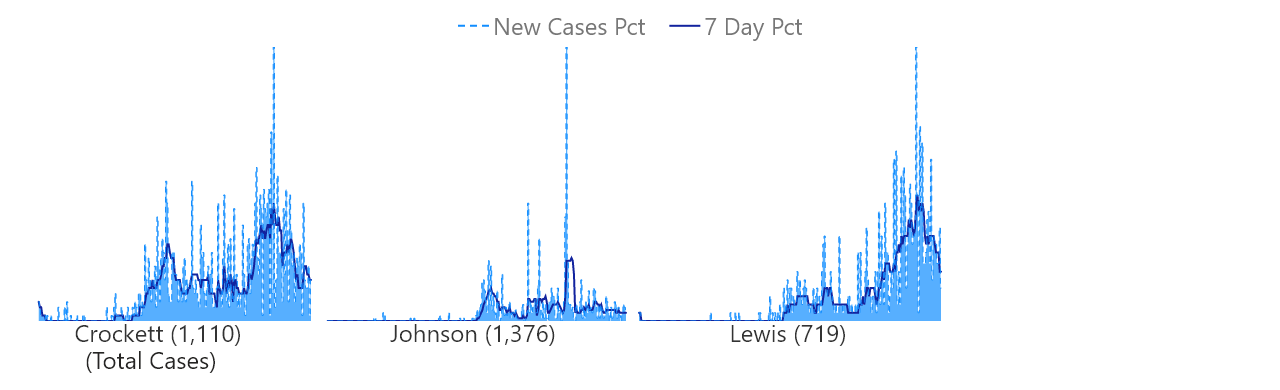 New Cases Pct 7 Day Pct
Crockett (1,110) Johnson (1,376) Lewis (719)
(Total Cases)